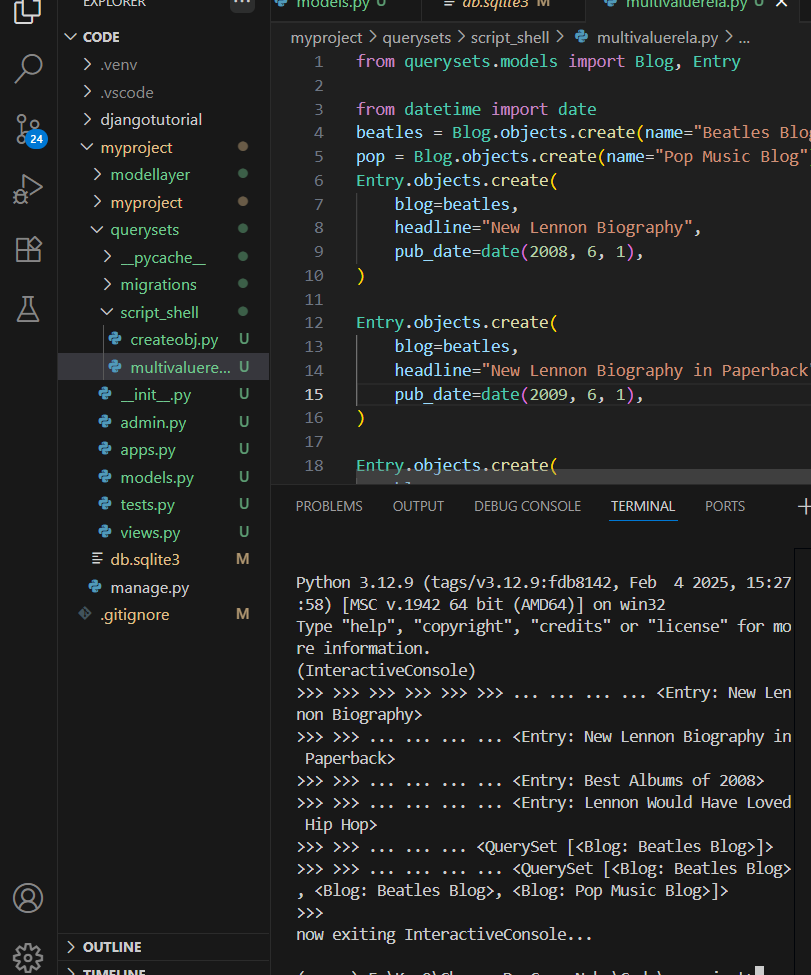 EXPLORER
CODE
.venv
.vscode
djangotutorial
24
myproject
modellayer
myproject
querysets
__pycache__
migrations
script_shell
createobj.py U
multivaluere... U
__init__.py U
admin.py U
apps.py U
models.py U
tests.py U
views.py U
db.sqlite3 M
manage.py
.gitignore M
OUTLINE
TIMELINE
models.py U db.sqlite3 M multivaluerela.py U
myproject > querysets > script_shell > multivaluerela.py > ...
1 from querysets.models import Blog, Entry
2
3 from datetime import date
4 beatles = Blog.objects.create(name="Beatles Blog
5 pop = Blog.objects.create(name="Pop Music Blog"
6 Entry.objects.create(
7 blog=beatles,
8 headline="New Lennon Biography",
9 pub_date=date(2008, 6, 1),
10 )
11
12 Entry.objects.create(
13 blog=beatles,
14 headline="New Lennon Biography in Paperback"
15 pub_date=date(2009, 6, 1),
16 )
17
18 Entry.objects.create(
PROBLEMS OUTPUT DEBUG CONSOLE TERMINAL PORTS
Python 3.12.9 (tags/v3.12.9:fdb8142, Feb  4 2025, 15:27
:58) [MSC v.1942 64 bit (AMD64)] on win32
Type "help", "copyright", "credits" or "license" for mo
re information.
(InteractiveConsole)
>>> >>> >>> >>> >>> >>> ... ... ... ... <Entry: New Len
non Biography>
>>> >>> ... ... ... ... <Entry: New Lennon Biography in
Paperback>
>>> >>> ... ... ... ... <Entry: Best Albums of 2008>
>>> >>> ... ... ... ... <Entry: Lennon Would Have Loved
Hip Hop>
>>> >>> ... ... ... <QuerySet [<Blog: Beatles Blog>]>
>>> >>> ... ... ... ... <QuerySet [<Blog: Beatles Blog>
, <Blog: Beatles Blog>, <Blog: Pop Music Blog>]>
>>>
now exiting InteractiveConsole...